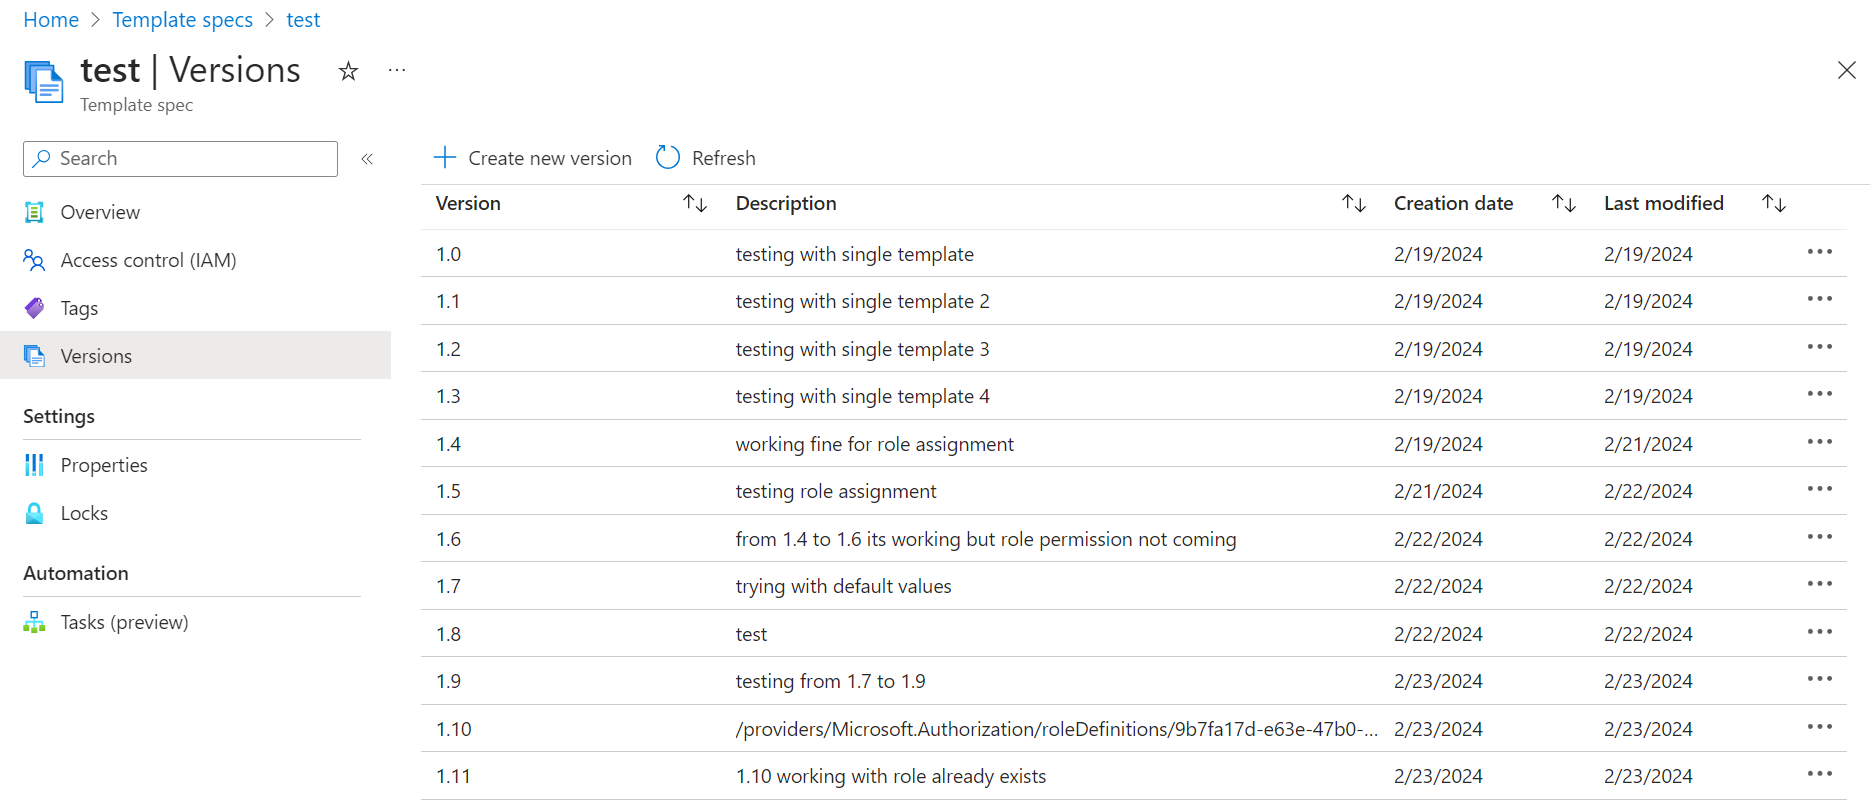 Home > Template specs > test
test | Versions
Template spec
Search
Overview
Access control (IAM)
Tags
Versions
Settings
Properties
Locks
Automation
Tasks (preview)
Create new version Refresh
Version Description Creation date Last modified
1.0 testing with single template 2/19/2024 2/19/2024
1.1 testing with single template 2 2/19/2024 2/19/2024
1.2 testing with single template 3 2/19/2024 2/19/2024
1.3 testing with single template 4 2/19/2024 2/19/2024
1.4 working fine for role assignment 2/19/2024 2/21/2024
1.5 testing role assignment 2/21/2024 2/22/2024
1.6 from 1.4 to 1.6 its working but role permission not coming 2/22/2024 2/22/2024
1.7 trying with default values 2/22/2024 2/22/2024
1.8 test 2/22/2024 2/22/2024
1.9 testing from 1.7 to 1.9 2/23/2024 2/23/2024
1.10 /providers/Microsoft.Authorization/roleDefinitions/9b7fa17d-e63e-47b0-... 2/23/2024 2/23/2024
1.11 1.10 working with role already exists 2/23/2024 2/23/2024